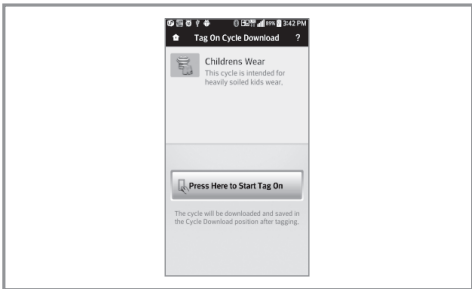 99% 3:42 PM
Tag On Cycle Download ?
Childrens Wear
This cycle is intended for
heavily soiled kids wear.
Press Here to Start Tag On
The cycle will be downloaded and saved in
the Cycle Download position after tagging.